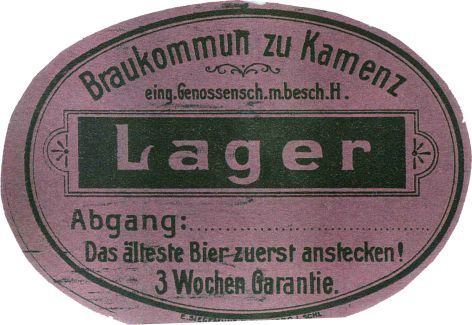 Braukommun zu Kamenz
eing. Genossensch. m. besch. H.
Lager
Abgang:
Das älteste Bier zuerst anstecken!
3 Wochen Garantie.